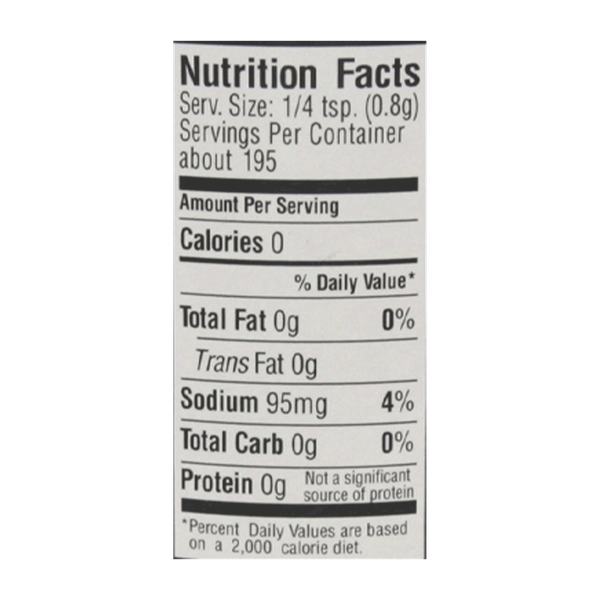 Nutrition Facts
Serv. Size: 1/4 tsp. (0.8g)
Servings Per Container
about 195
Amount Per Serving
Calories 0
% Daily Value*
Total Fat 0g 0%
Trans Fat 0g
Sodium 95mg 4%
Total Carb 0g 0%
Protein 0g Not a significant
source of protein
*Percent Daily Values are based
on a 2,000 calorie diet.